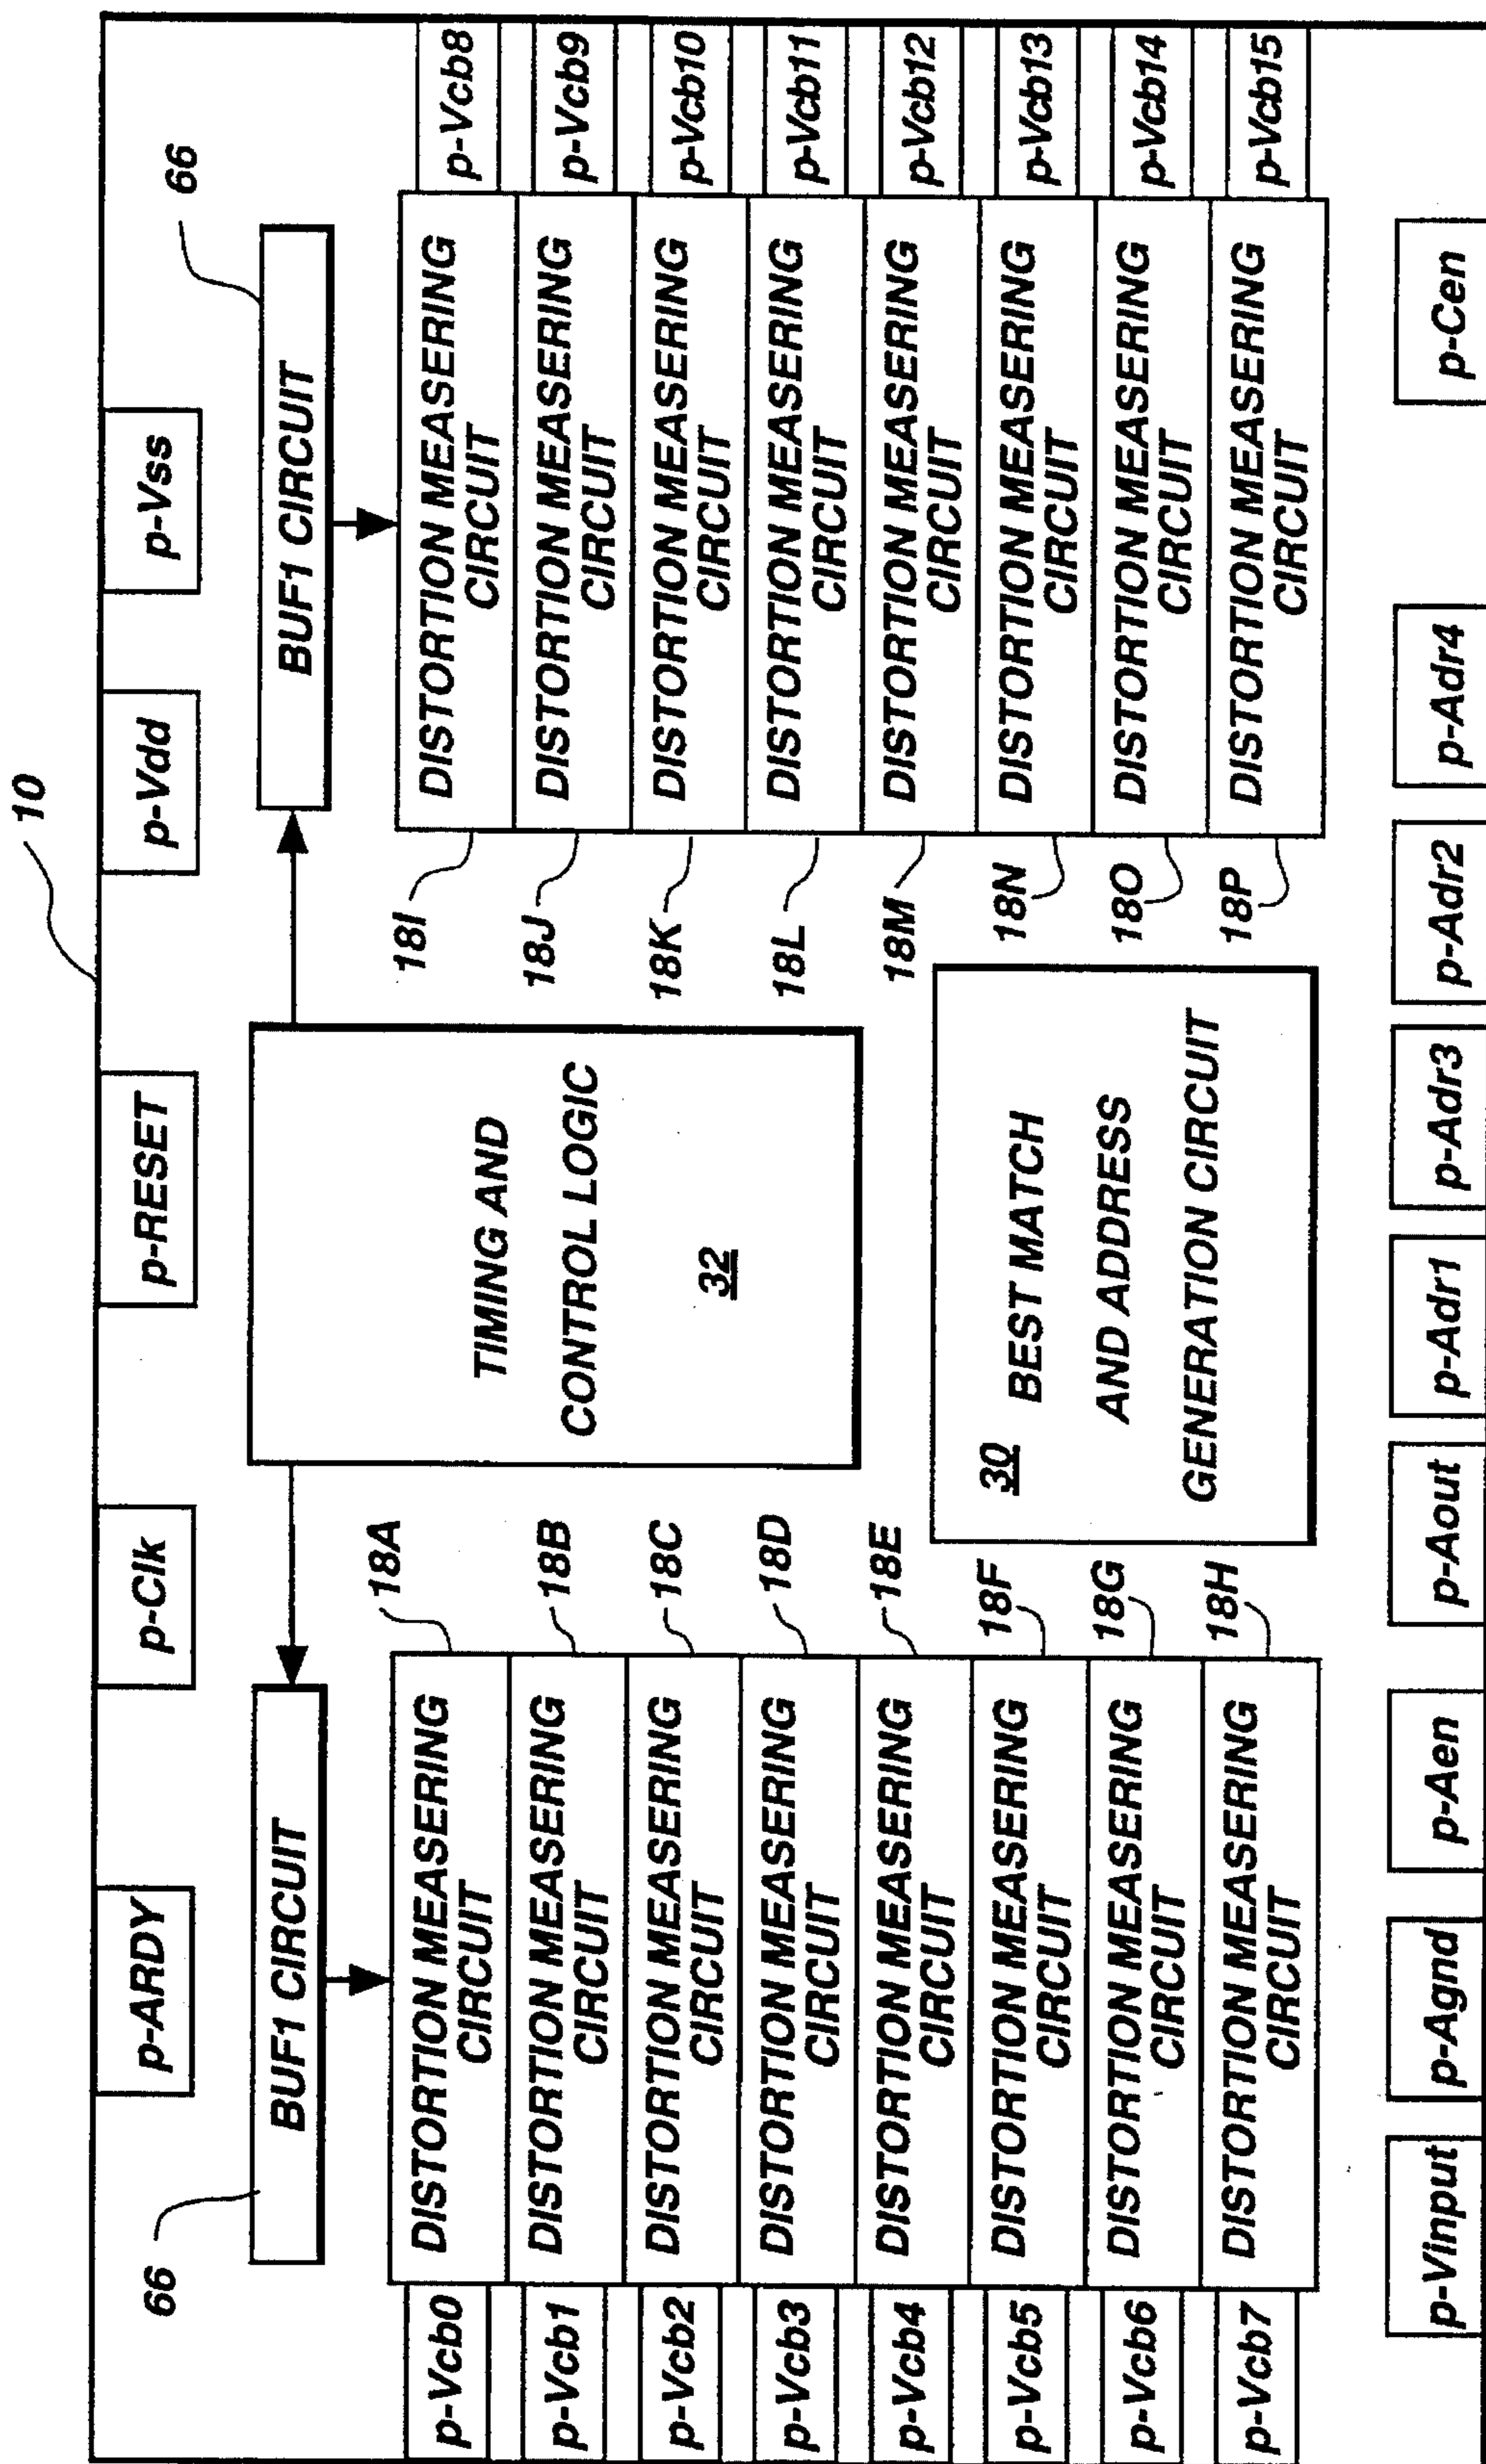 10
p-ARDY
p-Clk
p-RESET
p-Vdd
p-Vss
66
BUF1 CIRCUIT
BUF1 CIRCUIT
66
p-Vcb0
DISTORTION MEASERING
CIRCUIT
18A
p-Vcb1
DISTORTION MEASERING
CIRCUIT
18B
p-Vcb2
DISTORTION MEASERING
CIRCUIT
18C
p-Vcb3
DISTORTION MEASERING
CIRCUIT
18D
p-Vcb4
DISTORTION MEASERING
CIRCUIT
18E
p-Vcb5
DISTORTION MEASERING
CIRCUIT
18F
p-Vcb6
DISTORTION MEASERING
CIRCUIT
18G
p-Vcb7
DISTORTION MEASERING
CIRCUIT
18H
TIMING AND
CONTROL LOGIC
32
30 BEST MATCH
AND ADDRESS
GENERATION CIRCUIT
18I
DISTORTION MEASERING
CIRCUIT
p-Vcb8
18J
DISTORTION MEASERING
CIRCUIT
p-Vcb9
18K
DISTORTION MEASERING
CIRCUIT
p-Vcb10
18L
DISTORTION MEASERING
CIRCUIT
p-Vcb11
18M
DISTORTION MEASERING
CIRCUIT
p-Vcb12
18N
DISTORTION MEASERING
CIRCUIT
p-Vcb13
18O
DISTORTION MEASERING
CIRCUIT
p-Vcb14
18P
DISTORTION MEASERING
CIRCUIT
p-Vcb15
p-Vinput
p-Agnd
p-Aen
p-Aout
p-Adr1
p-Adr3
p-Adr2
p-Adr4
p-Cen